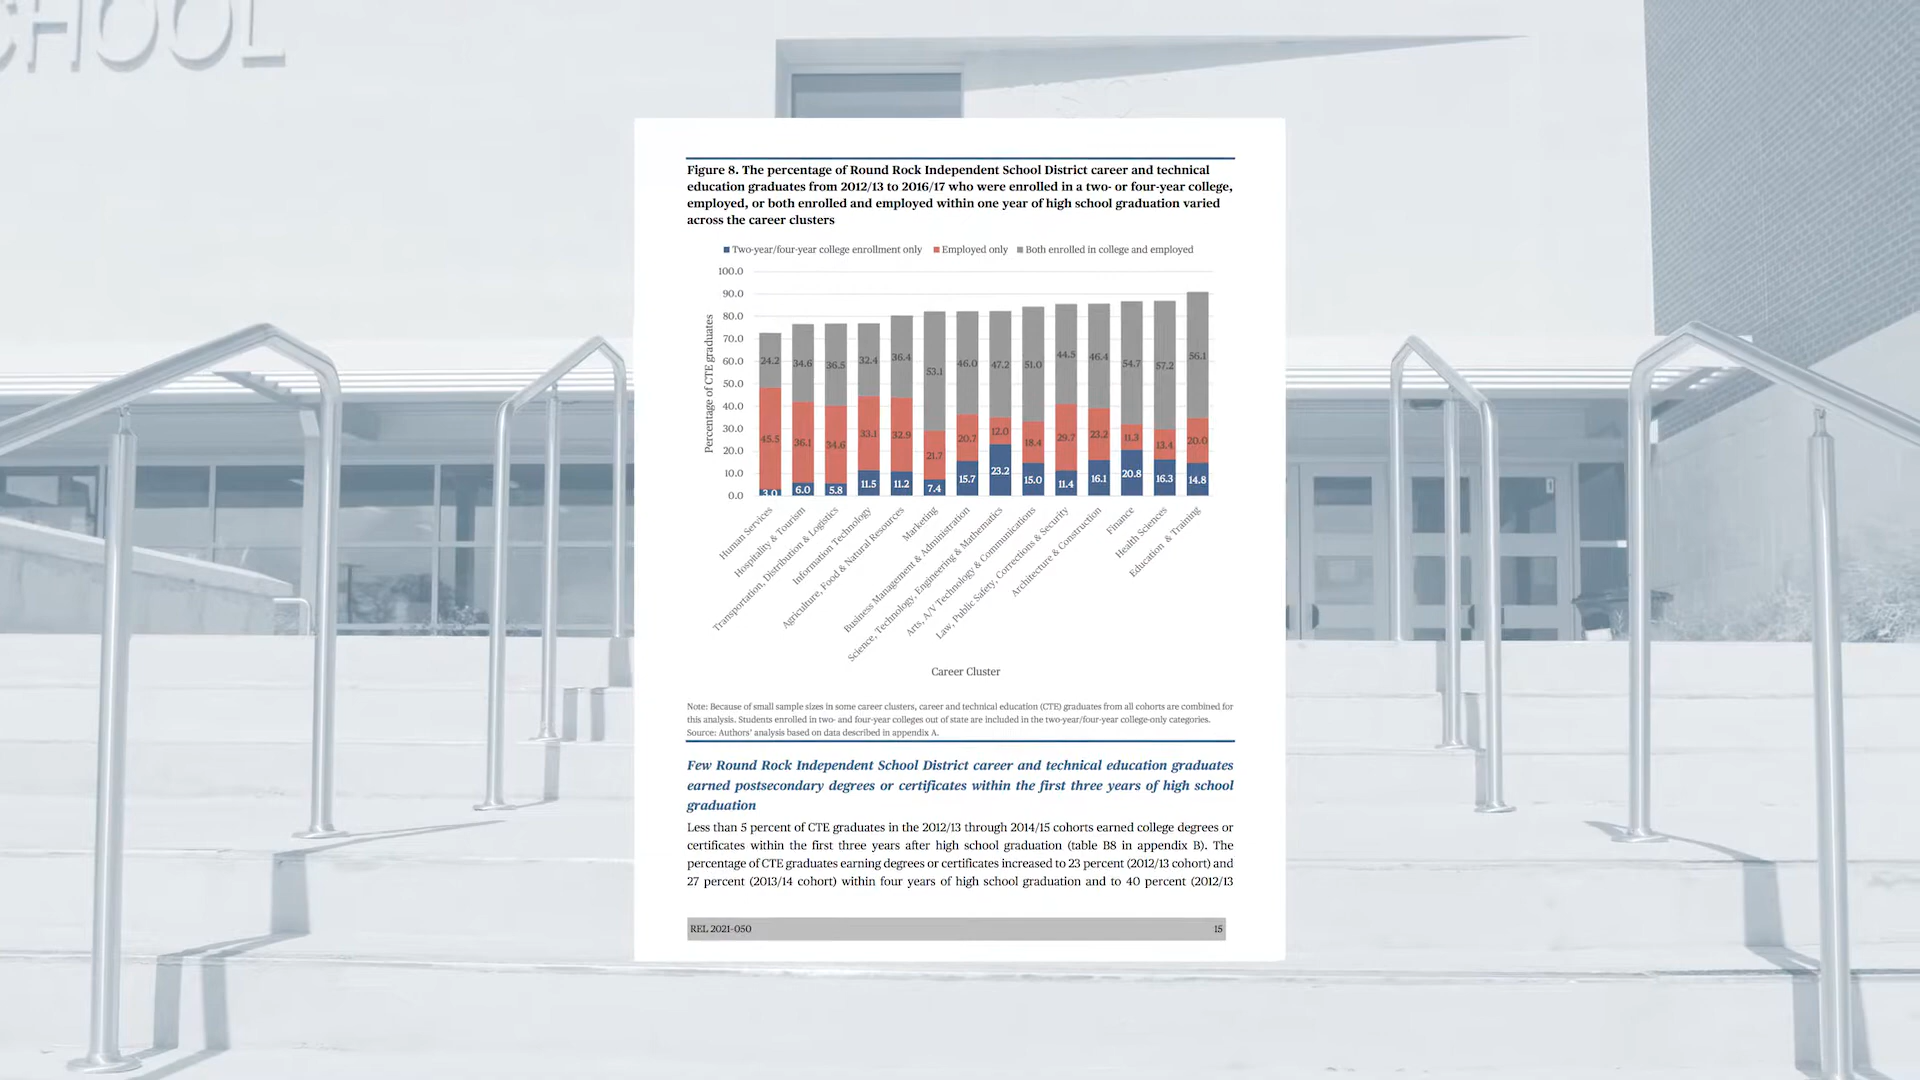 CHOOL
Figure 8. The percentage of Round Rock Independent School District career and technical
education graduates from 2012/13 to 2016/17 who were enrolled in a two- or four-year college,
employed, or both enrolled and employed within one year of high school graduation varied
across the career clusters
Two-year/four-year college enrollment only Employed only Both enrolled in college and employed
Percentage of CTE graduates
100.0
90.0
80.0
70.0
60.0
50.0
40.0
30.0
20.0
10.0
0.0
24.2 34.6 36.5 32.4 36.4 53.1 46.0 47.2 51.0 44.5 46.4 54.7 57.2 56.1
45.5 36.1 34.6 33.1 32.9 21.7 20.7 12.0 18.4 29.7 23.2 11.3 13.4 20.0
3.0 6.0 5.8 11.5 11.2 7.4 15.7 23.2 15.0 11.4 16.1 20.8 16.3 14.8
Human Services
Hospitality & Tourism
Transportation, Distribution & Logistics
Information Technology
Agriculture, Food & Natural Resources
Marketing
Business Management & Administration
Science, Technology, Engineering & Mathematics
Arts, A/V Technology & Communications
Law, Public Safety, Corrections & Security
Architecture & Construction
Finance
Health Sciences
Education & Training
Career Cluster
Note: Because of small sample sizes in some career clusters, career and technical education (CTE) graduates from all cohorts are combined for
this analysis. Students enrolled in two- and four-year colleges out of state are included in the two-year/four-year college-only categories.
Source: Authors' analysis based on data described in appendix A.
Few Round Rock Independent School District career and technical education graduates
earned postsecondary degrees or certificates within the first three years of high school
graduation
Less than 5 percent of CTE graduates in the 2012/13 through 2014/15 cohorts earned college degrees or
certificates within the first three years after high school graduation (table B8 in appendix B). The
percentage of CTE graduates earning degrees or certificates increased to 23 percent (2012/13 cohort) and
27 percent (2013/14 cohort) within four years of high school graduation and to 40 percent (2012/13
REL 2021-050 15